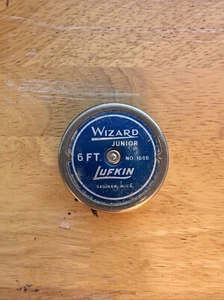 WIZARD
JUNIOR
6 FT. NO. 1686
LUFKIN
SAGINAW, MICH.